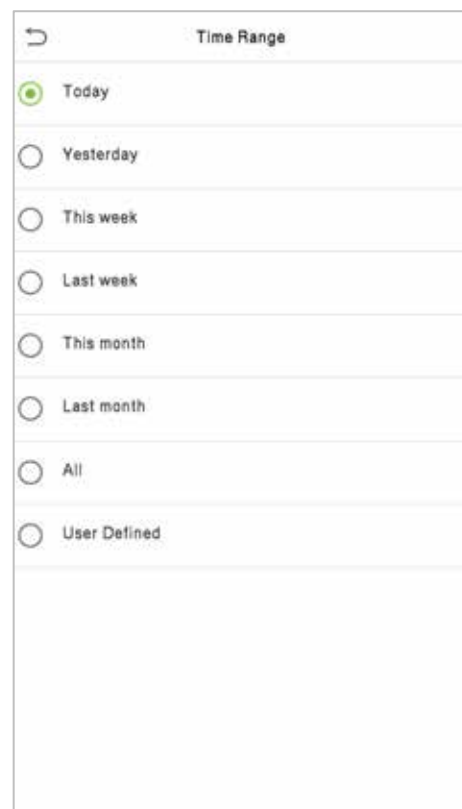 Time Range
Today
Yesterday
This week
Last week
This month
Last month
All
User Defined